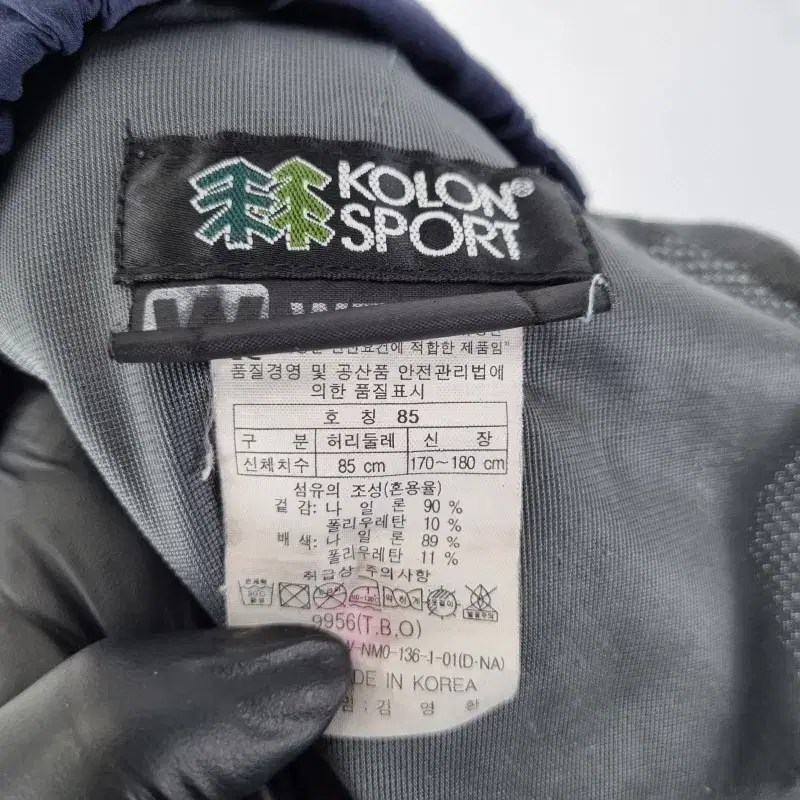 KOLON®
SPORT
적합한 제품임"
품질경영 및 공산품 안전관리법에
의한 품질표시
호 칭 85
구 분 허리둘레 신 장
신체치수 85 cm 170~180 cm
섬유의 조성(혼용율)
겉 감: 나 일 론 90 %
폴리우레탄 10 %
배 색: 나 일 론 89 %
폴리우레탄 11 %
취급상 주의사항
약하게
9956(T.B.O)
-NM0-136-1-01(D·NA)
DE IN KOREA
: 김 영 환